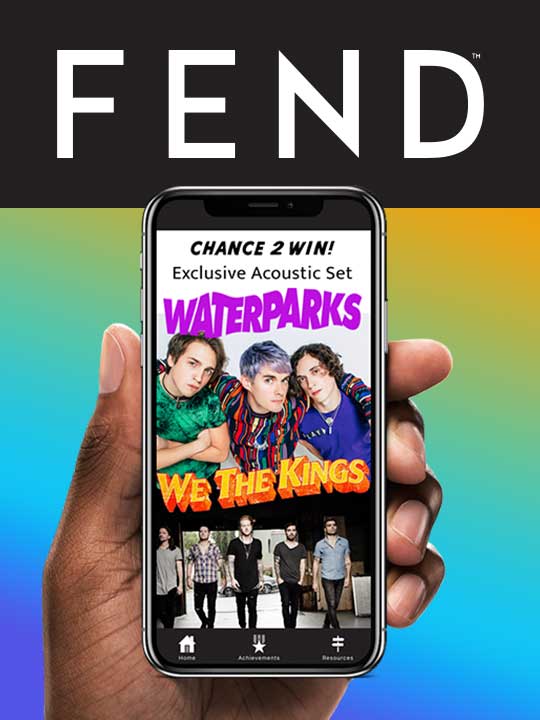 FEND™
CHANCE 2 WIN!
Exclusive Acoustic Set
WATERPARKS
WE THE KINGS
Home Achievements Resources